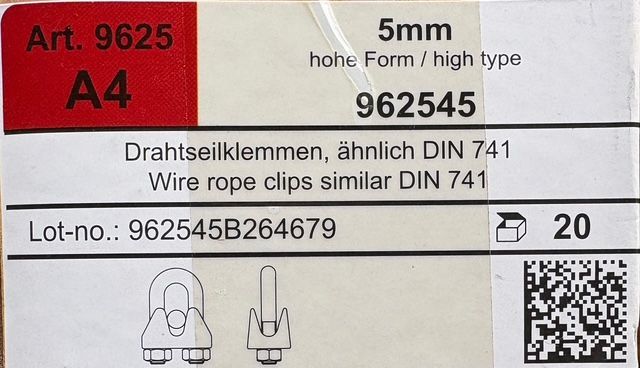 Art. 9625
A4
5mm
hohe Form / high type
962545
Drahtseilklemmen, ähnlich DIN 741
Wire rope clips similar DIN 741
Lot-no.: 962545B264679
20